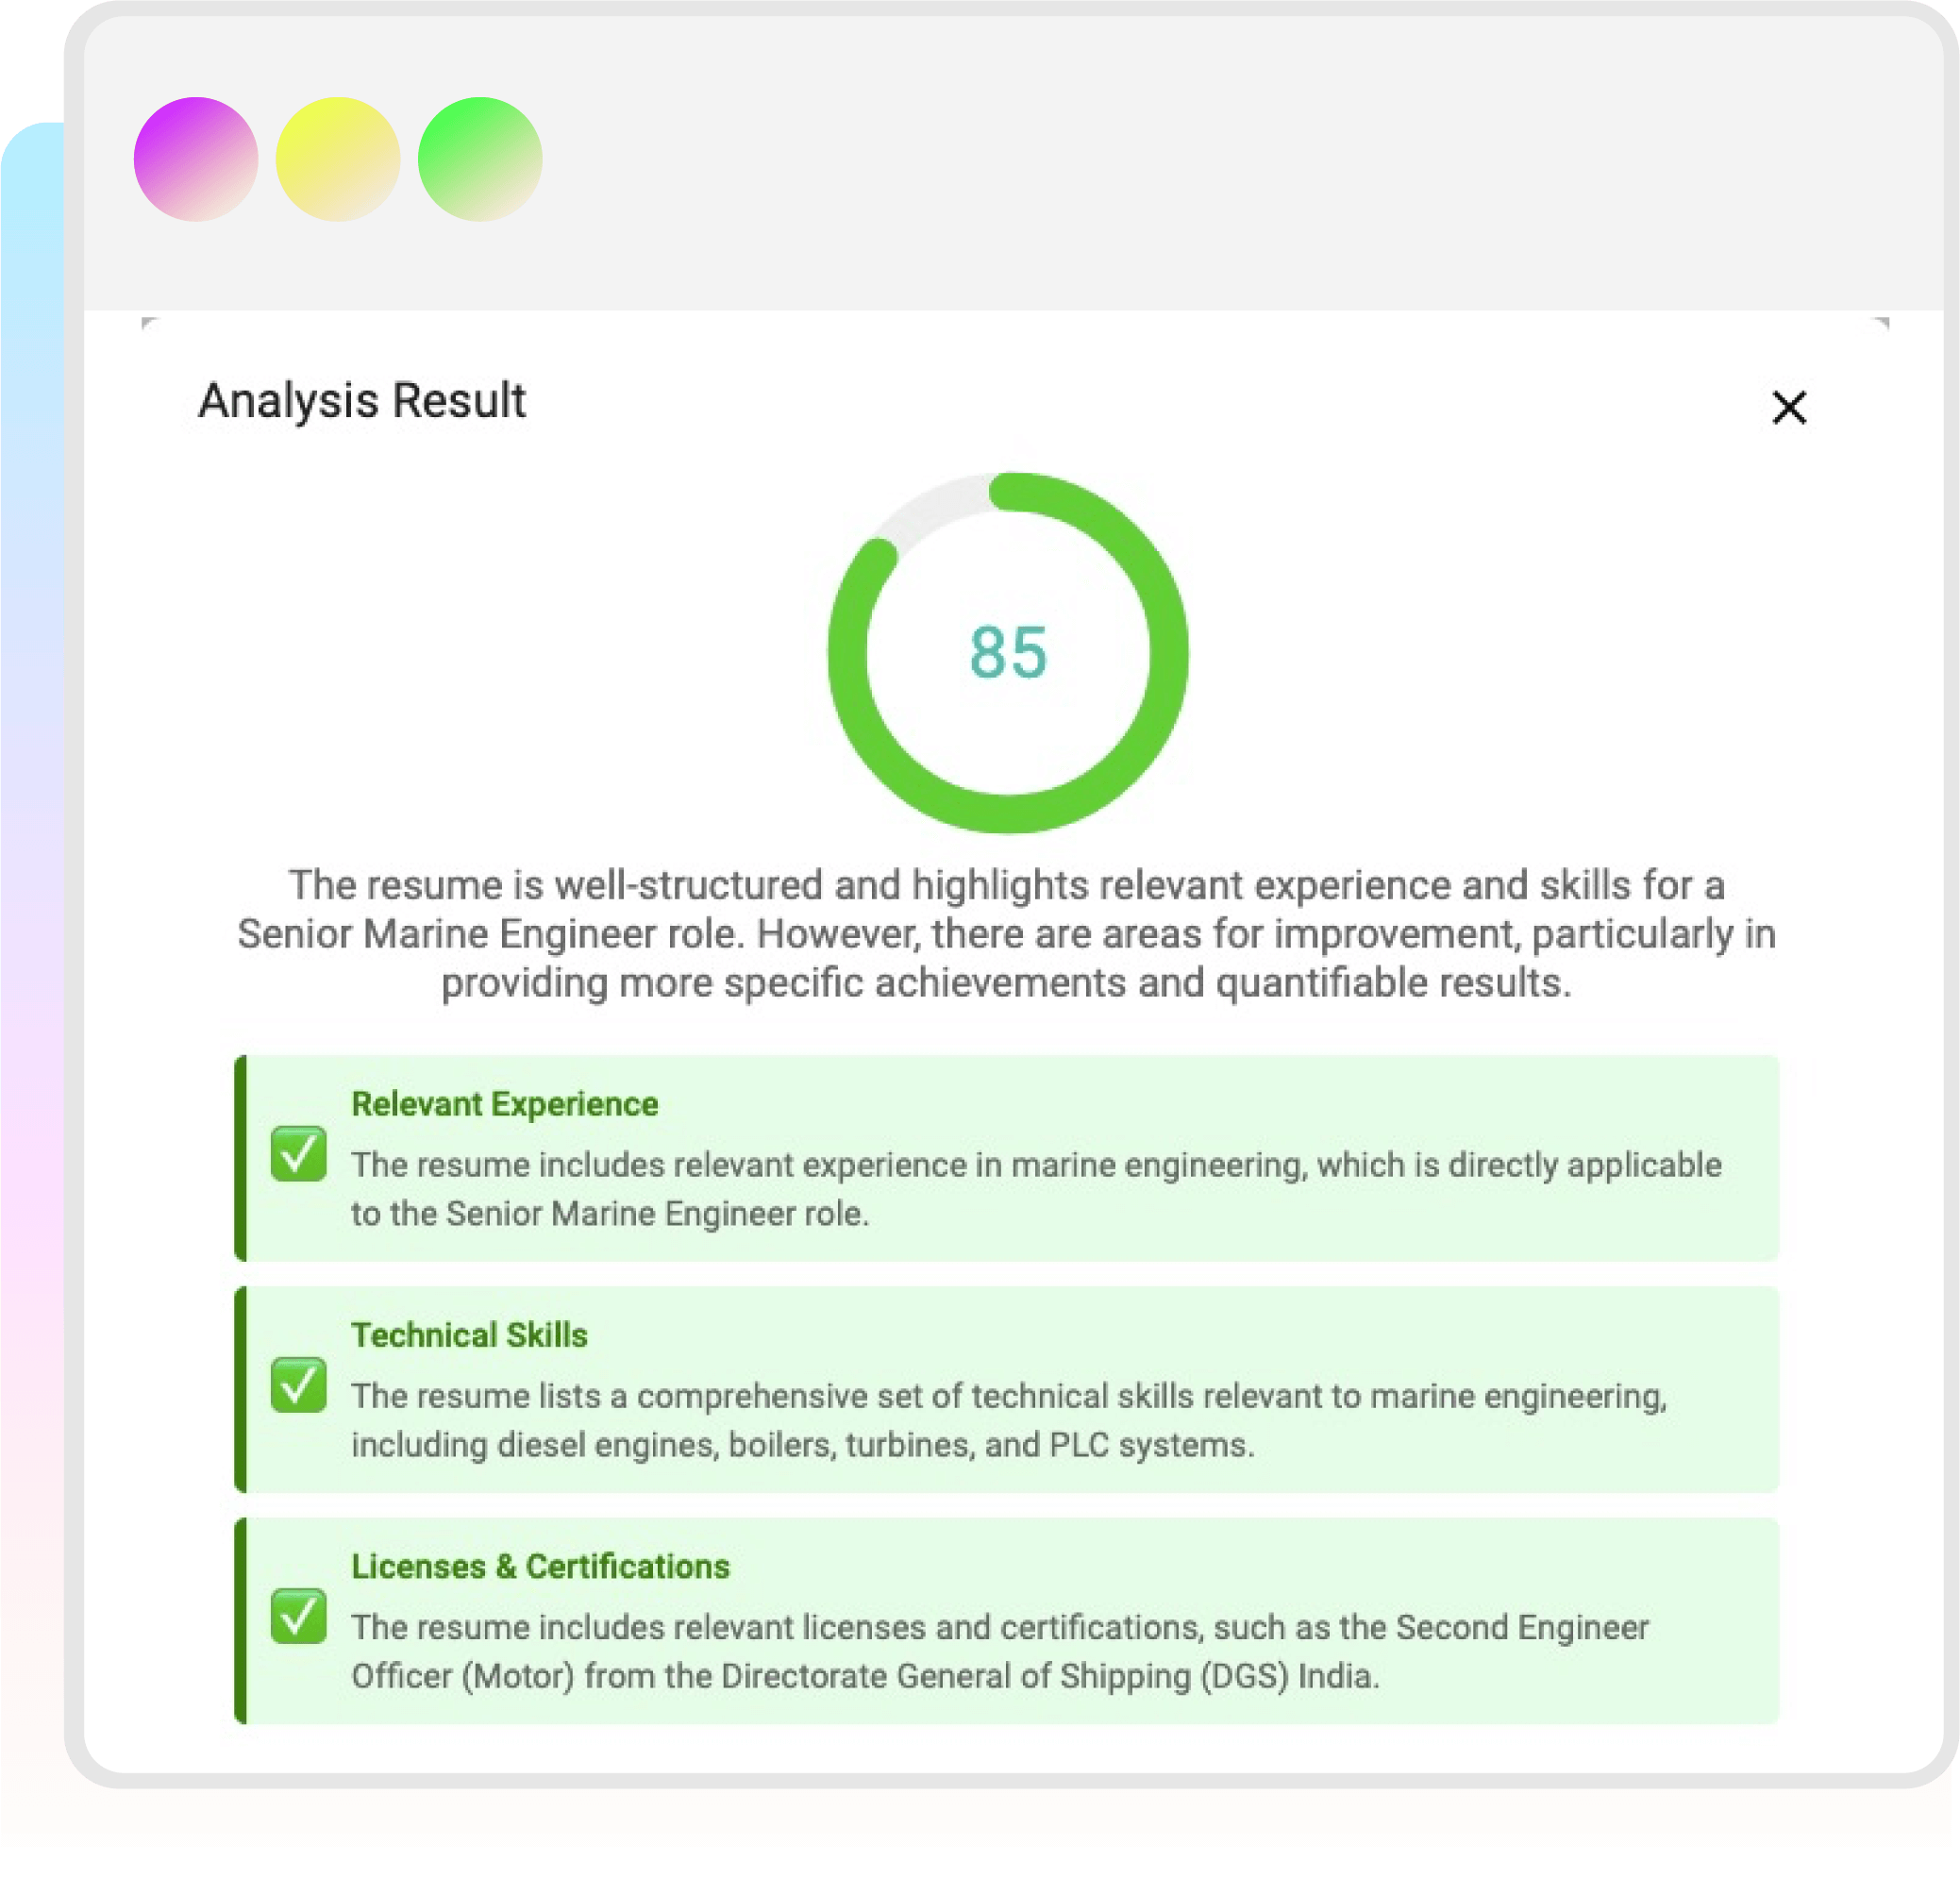 Analysis Result
85
The resume is well-structured and highlights relevant experience and skills for a
Senior Marine Engineer role. However, there are areas for improvement, particularly in
providing more specific achievements and quantifiable results.
Relevant Experience
The resume includes relevant experience in marine engineering, which is directly applicable
to the Senior Marine Engineer role.
Technical Skills
The resume lists a comprehensive set of technical skills relevant to marine engineering,
including diesel engines, boilers, turbines, and PLC systems.
Licenses & Certifications
The resume includes relevant licenses and certifications, such as the Second Engineer
Officer (Motor) from the Directorate General of Shipping (DGS) India.